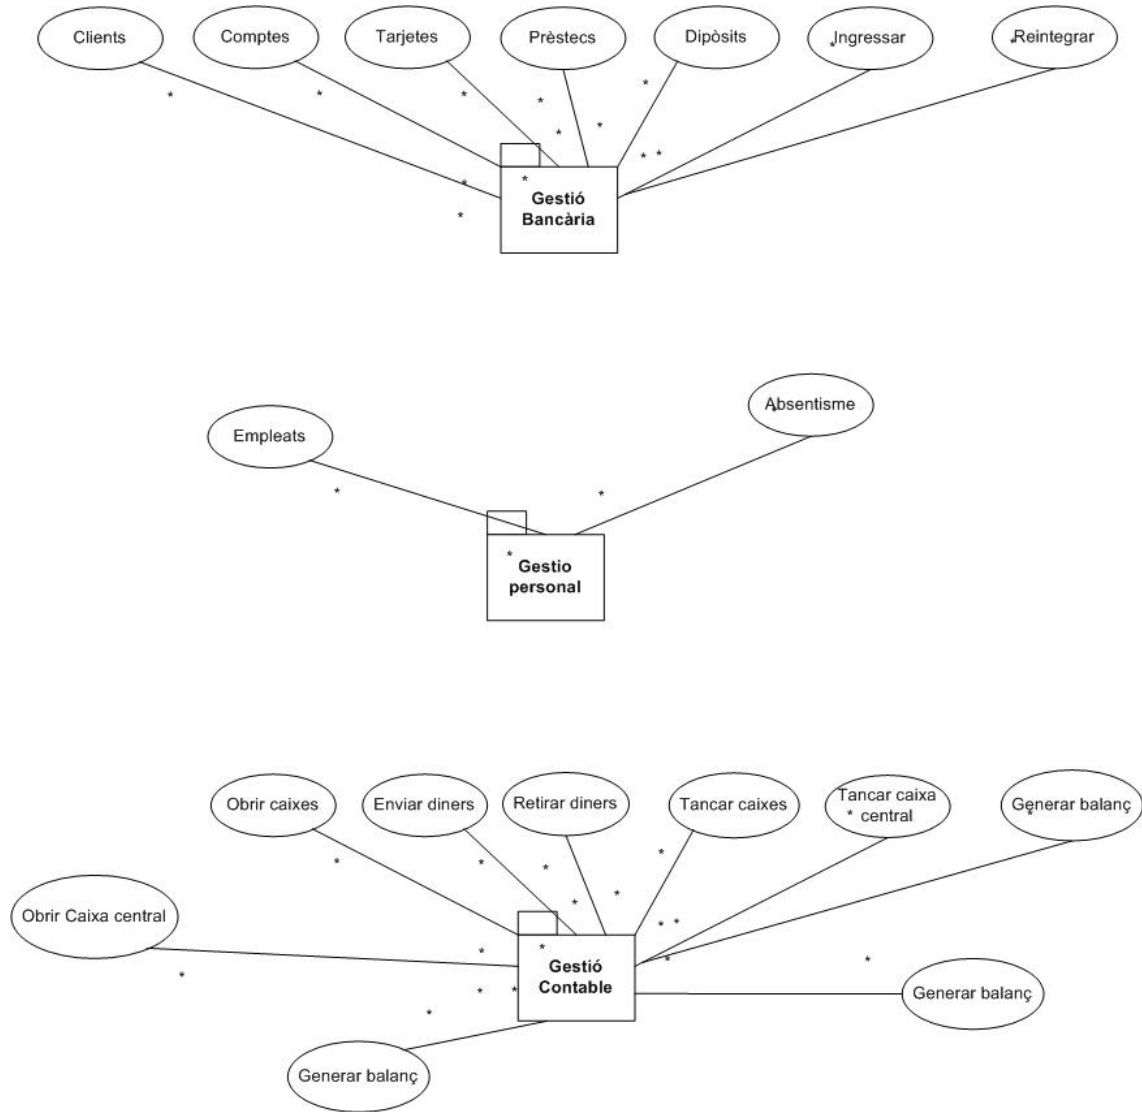 Clients
Comptes
Tarjetes
Prèstecs
Dipòsits
*Ingressar
*Reintegrar
* * * * * * *
* * *
* *
*
Gestió
Bancària
Absentisme
*
Empleats
* *
* Gestio
personal
Obrir caixes
Enviar diners
Retirar diners
Tancar caixes
Tancar caixa
* central
Generar balanç
*
* * * *
* * * *
Obrir Caixa central
* * * *
Gestió
Contable
* * * *
Generar balanç
*
Generar balanç